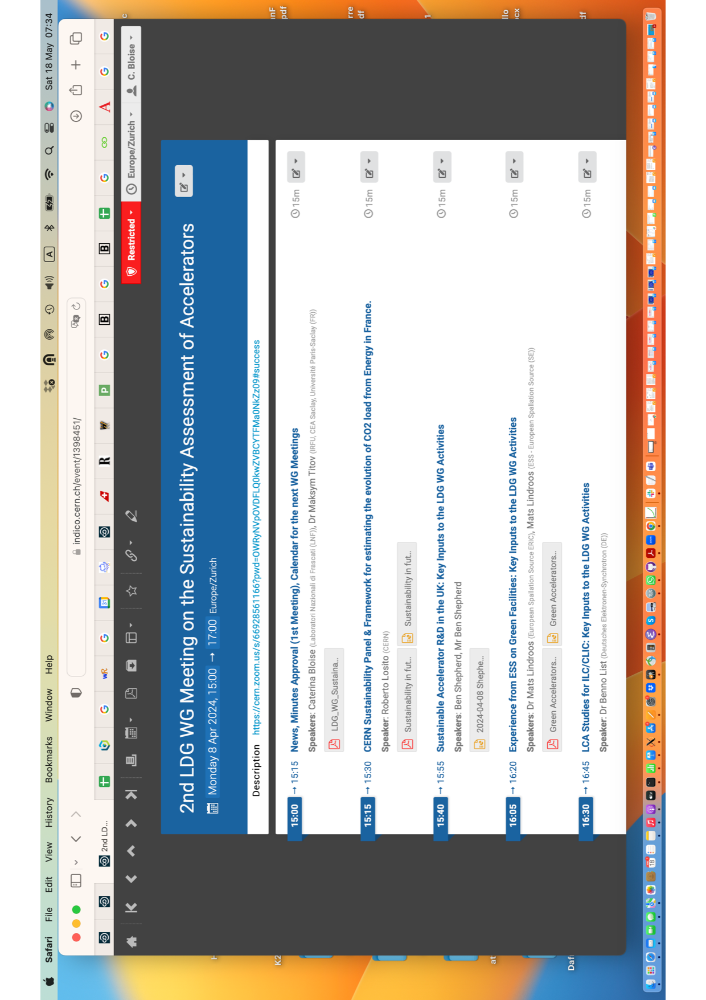 Safari File Edit View History Bookmarks Window Help
A
Sat 18 May 07:34
indico.cern.ch/event/1398451/
2nd LD...
Restricted
Europe/Zurich
C. Bloise
2nd LDG WG Meeting on the Sustainability Assessment of Accelerators
Monday 8 Apr 2024, 15:00 → 17:00 Europe/Zurich
Description https://cern.zoom.us/s/66928561166?pwd=OWRyNVpOVDFLQ0kwZVBCYTFMa0NkZz09#success
15:00 → 15:15 News, Minutes Approval (1st Meeting), Calendar for the next WG Meetings 15m
Speakers: Caterina Bloise (Laboratori Nazionali di Frascati (LNF)), Dr Maksym Titov (IRFU, CEA Saclay, Université Paris-Saclay (FR))
LDG_WG_Sustaina...
15:15 → 15:30 CERN Sustainability Panel & Framework for estimating the evolution of CO2 load from Energy in France. 15m
Speaker: Roberto Losito (CERN)
Sustainability in fut... Sustainability in fut...
15:40 → 15:55 Sustainable Accelerator R&D in the UK: Key Inputs to the LDG WG Activities 15m
Speakers: Ben Shepherd, Mr Ben Shepherd
2024-04-08 Shephe...
16:05 → 16:20 Experience from ESS on Green Facilities: Key Inputs to the LDG WG Activities 15m
Speakers: Dr Mats Lindroos (European Spallation Source ERIC), Mats Lindroos (ESS - European Spallation Source (SE))
Green Accelerators... Green Accelerators...
16:30 → 16:45 LCA Studies for ILC/CLIC: Key Inputs to the LDG WG Activities 15m
Speaker: Dr Benno List (Deutsches Elektronen-Synchrotron (DE))